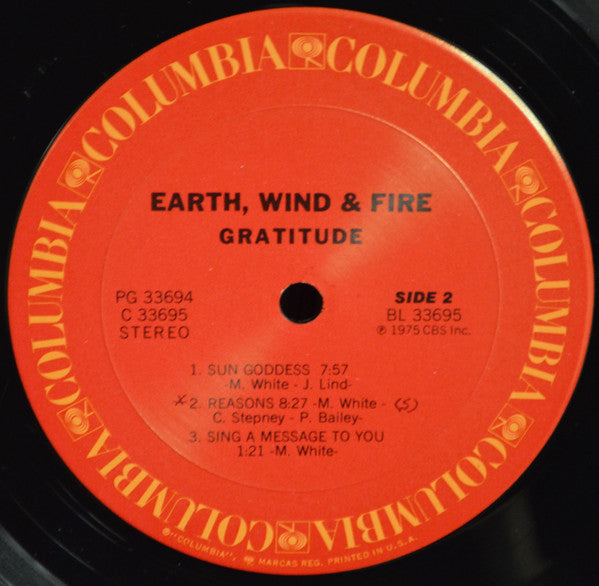 COLUMBIA COLUMBIA COLUMBIA COLUMBIA COLUMBIA COLUMBIA COLUMBIA COLUMBIA
EARTH, WIND & FIRE
GRATITUDE
PG 33694
C 33695
STEREO
SIDE 2
BL 33695
℗ 1975 CBS Inc.
1. SUN GODDESS 7:57
-M. White - J. Lind-
x 2. REASONS 8:27 -M. White - (S)
C. Stepney - P. Bailey-
3. SING A MESSAGE TO YOU
1:21 -M. White-
®"COLUMBIA", MARCAS REG. PRINTED IN U.S.A.